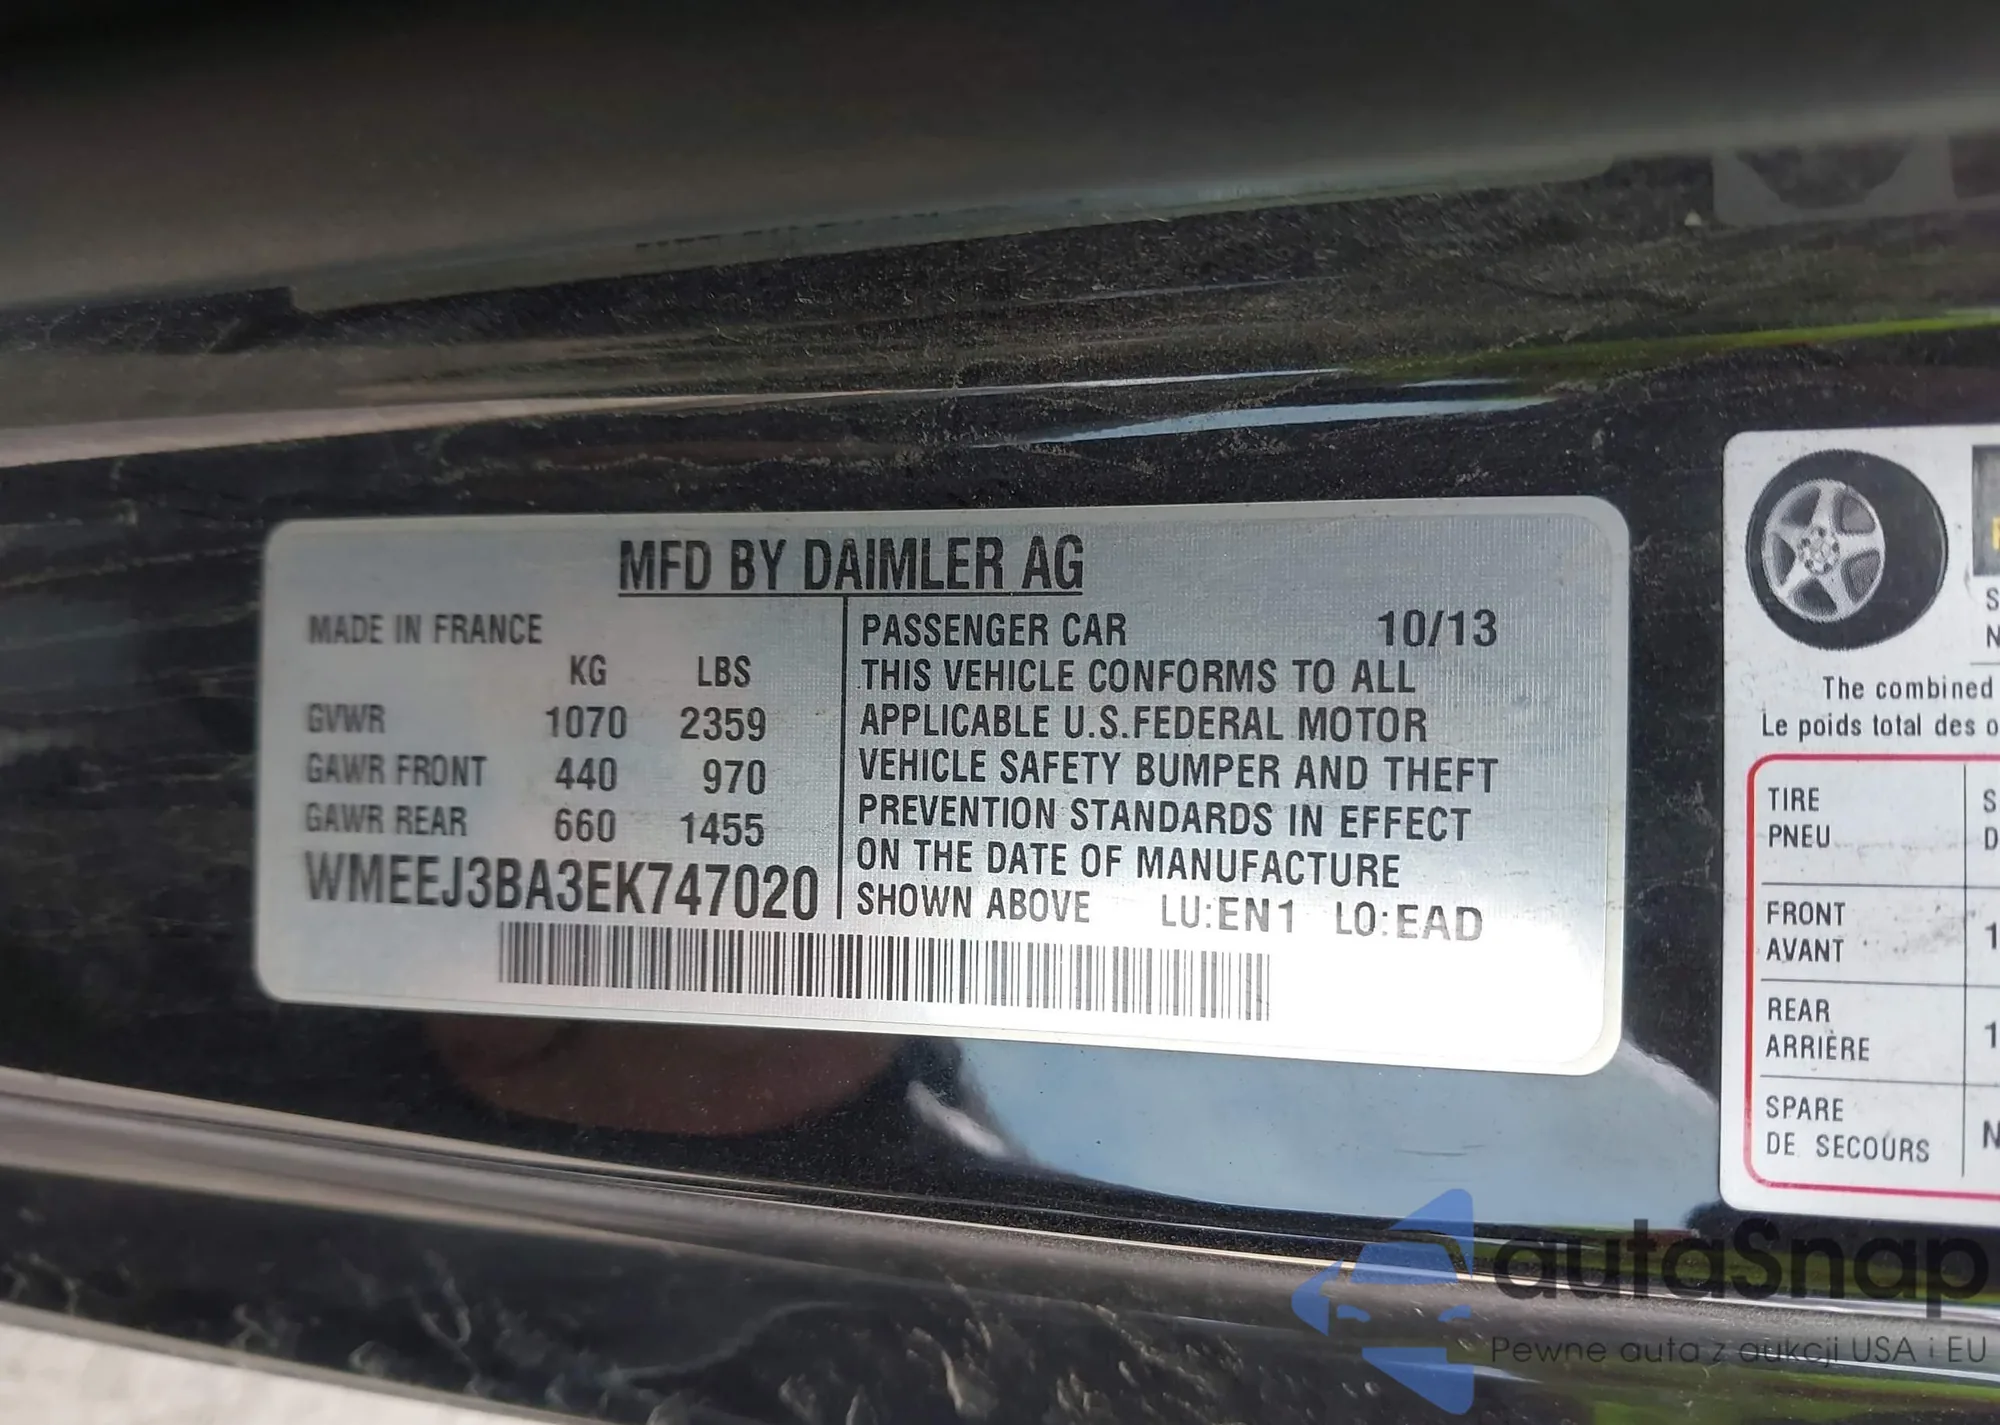 MFD BY DAIMLER AG
MADE IN FRANCE
KG LBS
GVWR 1070 2359
GAWR FRONT 440 970
GAWR REAR 660 1455
WMEEJ3BA3EK747020
PASSENGER CAR 10/13
THIS VEHICLE CONFORMS TO ALL
APPLICABLE U.S.FEDERAL MOTOR
VEHICLE SAFETY BUMPER AND THEFT
PREVENTION STANDARDS IN EFFECT
ON THE DATE OF MANUFACTURE
SHOWN ABOVE LU:EN1 LO:EAD
The combined
Le poids total des
TIRE
PNEU
FRONT
AVANT
REAR
ARRIÈRE
SPARE
DE SECOURS
autaSnap
Pewne auta z aukcji USA i EU